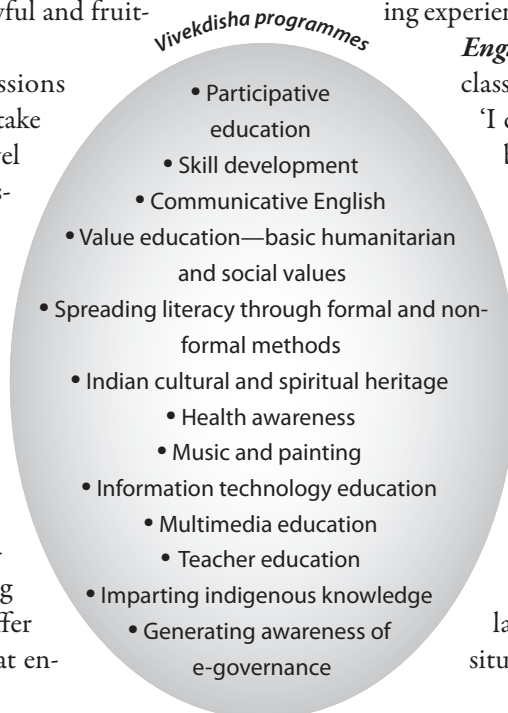 yful and fruit-
ssions
take
vel
s-
g
ffer
at en-
Vivekdisha programmes
• Participative
education
• Skill development
• Communicative English
• Value education—basic humanitarian
and social values
• Spreading literacy through formal and non-
formal methods
• Indian cultural and spiritual heritage
• Health awareness
• Music and painting
• Information technology education
• Multimedia education
• Teacher education
• Imparting indigenous knowledge
• Generating awareness of
e-governance
ing experien
Engl
class
‘I
la
situ